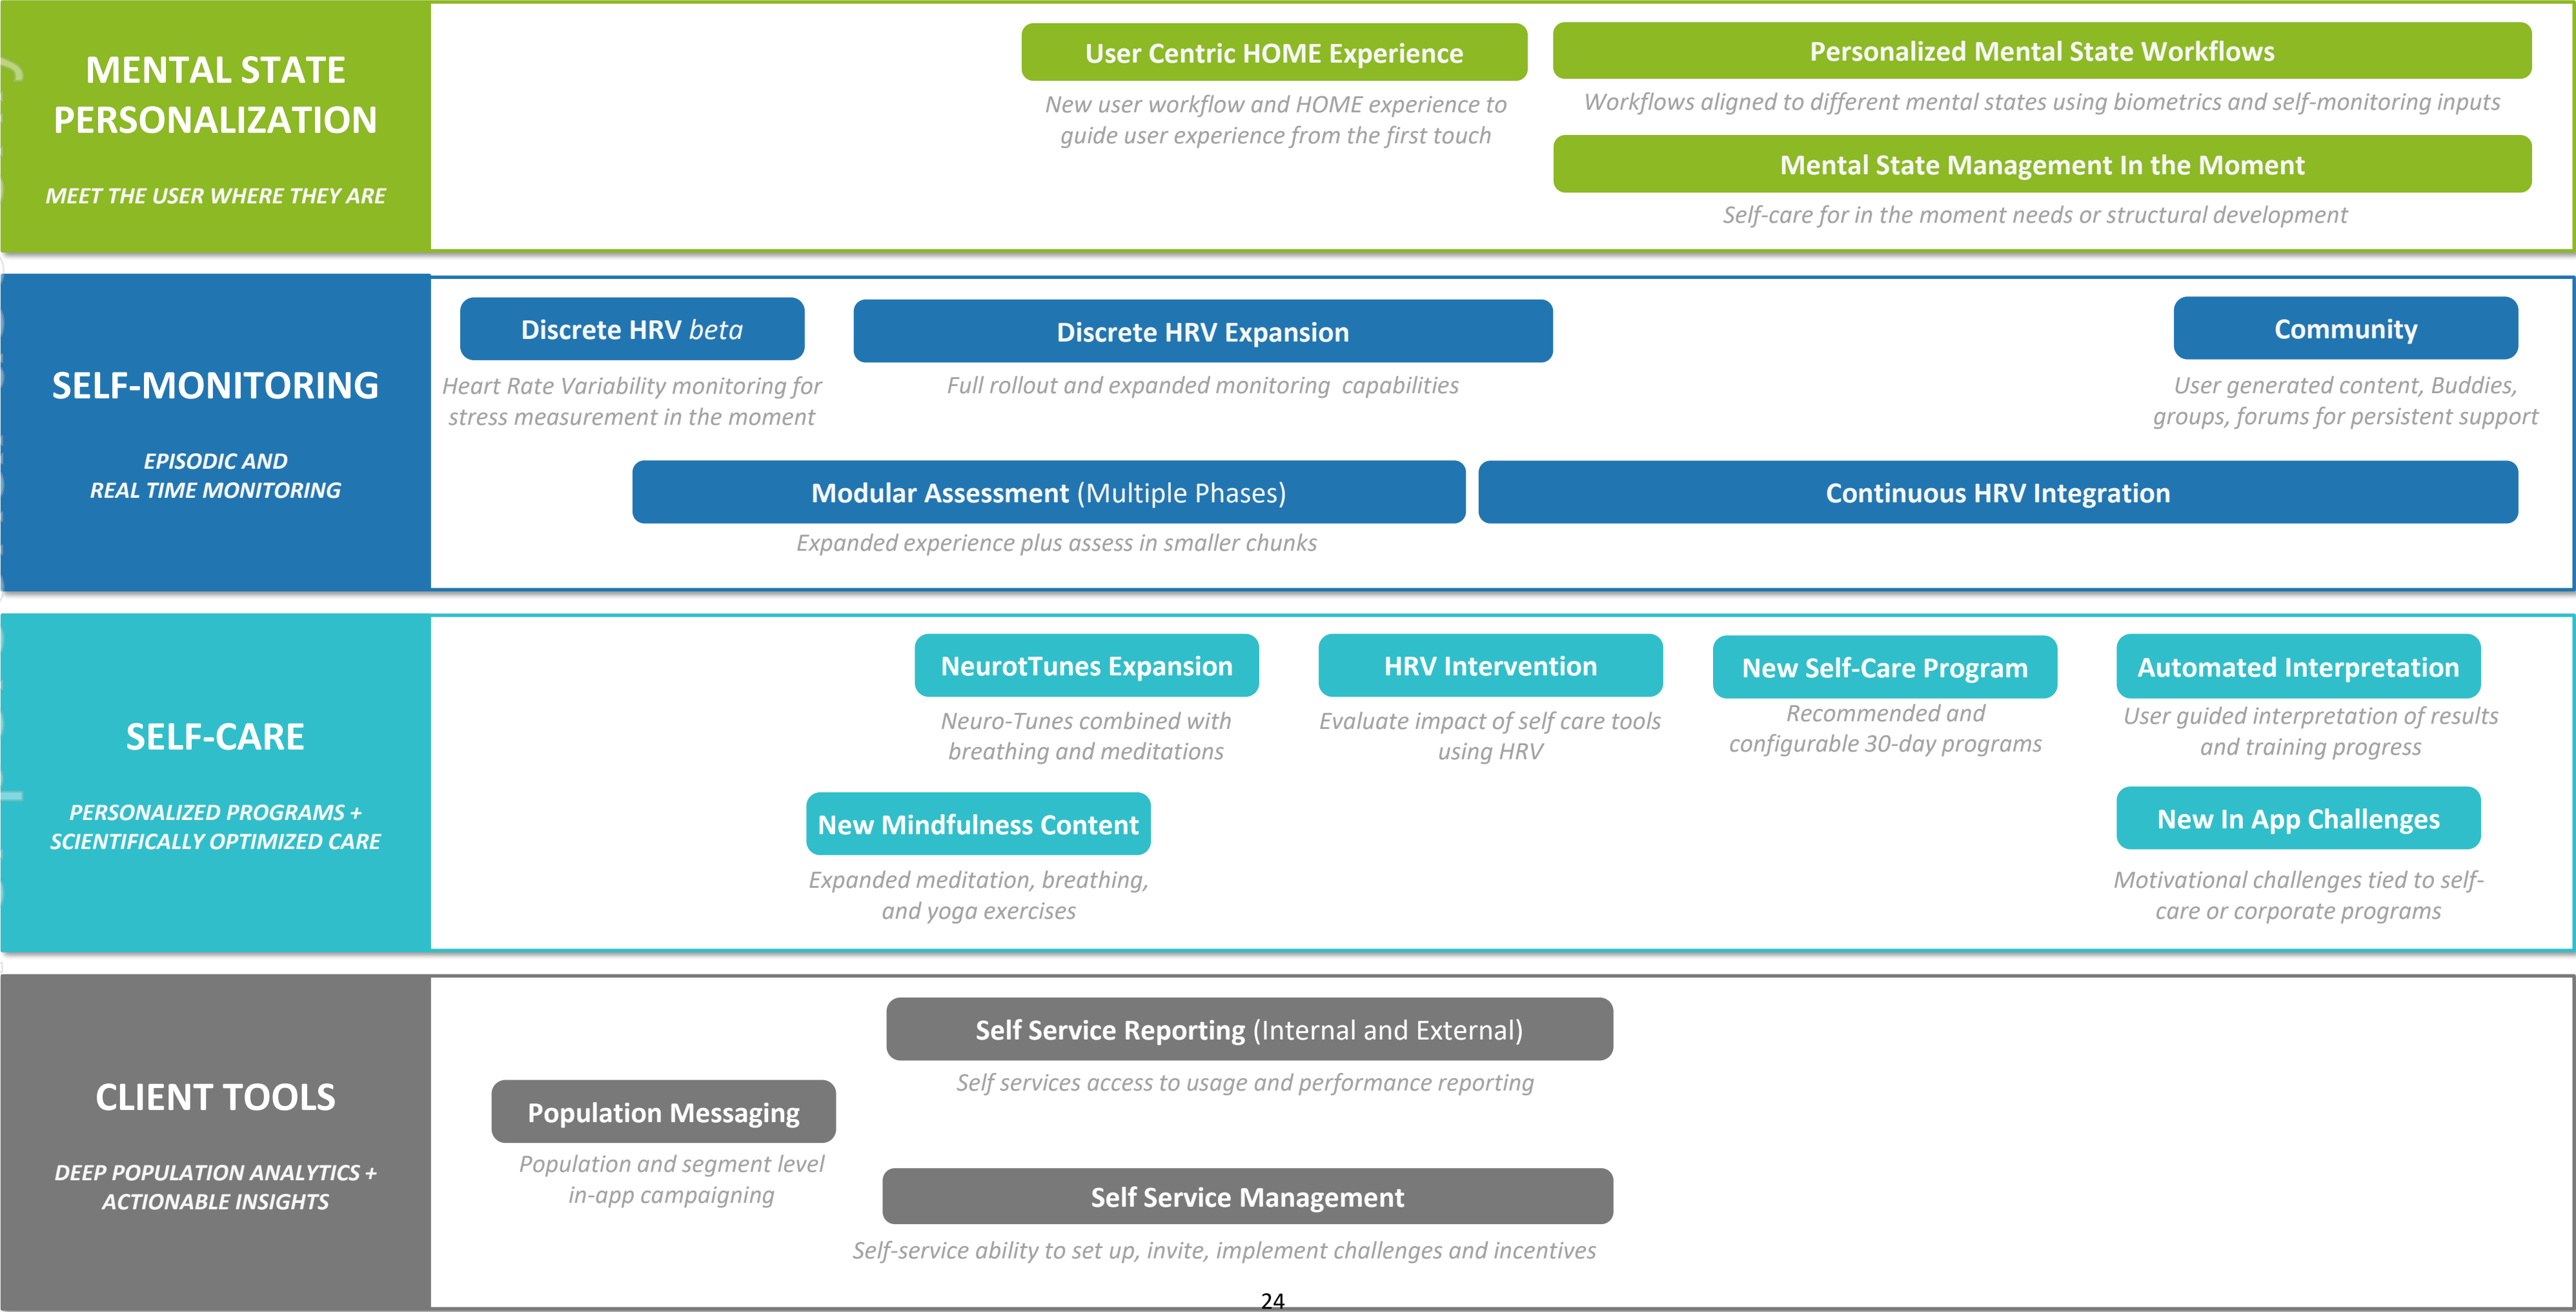 MENTAL STATE
PERSONALIZATION
MEET THE USER WHERE THEY ARE
User Centric HOME Experience
New user workflow and HOME experience to
guide user experience from the first touch
Personalized Mental State Workflows
Workflows aligned to different mental states using biometrics and self-monitoring inputs
Mental State Management In the Moment
Self-care for in the moment needs or structural development
SELF-MONITORING
EPISODIC AND
REAL TIME MONITORING
Discrete HRV beta
Heart Rate Variability monitoring for
stress measurement in the moment
Discrete HRV Expansion
Full rollout and expanded monitoring capabilities
Community
User generated content, Buddies,
groups, forums for persistent support
Modular Assessment (Multiple Phases)
Expanded experience plus assess in smaller chunks
Continuous HRV Integration
SELF-CARE
PERSONALIZED PROGRAMS +
SCIENTIFICALLY OPTIMIZED CARE
NeurotTunes Expansion
Neuro-Tunes combined with
breathing and meditations
HRV Intervention
Evaluate impact of self care tools
using HRV
New Self-Care Program
Recommended and
configurable 30-day programs
Automated Interpretation
User guided interpretation of results
and training progress
New Mindfulness Content
Expanded meditation, breathing,
and yoga exercises
New In App Challenges
Motivational challenges tied to self-
care or corporate programs
CLIENT TOOLS
DEEP POPULATION ANALYTICS +
ACTIONABLE INSIGHTS
Population Messaging
Population and segment level
in-app campaigning
Self Service Reporting (Internal and External)
Self services access to usage and performance reporting
Self Service Management
Self-service ability to set up, invite, implement challenges and incentives
24